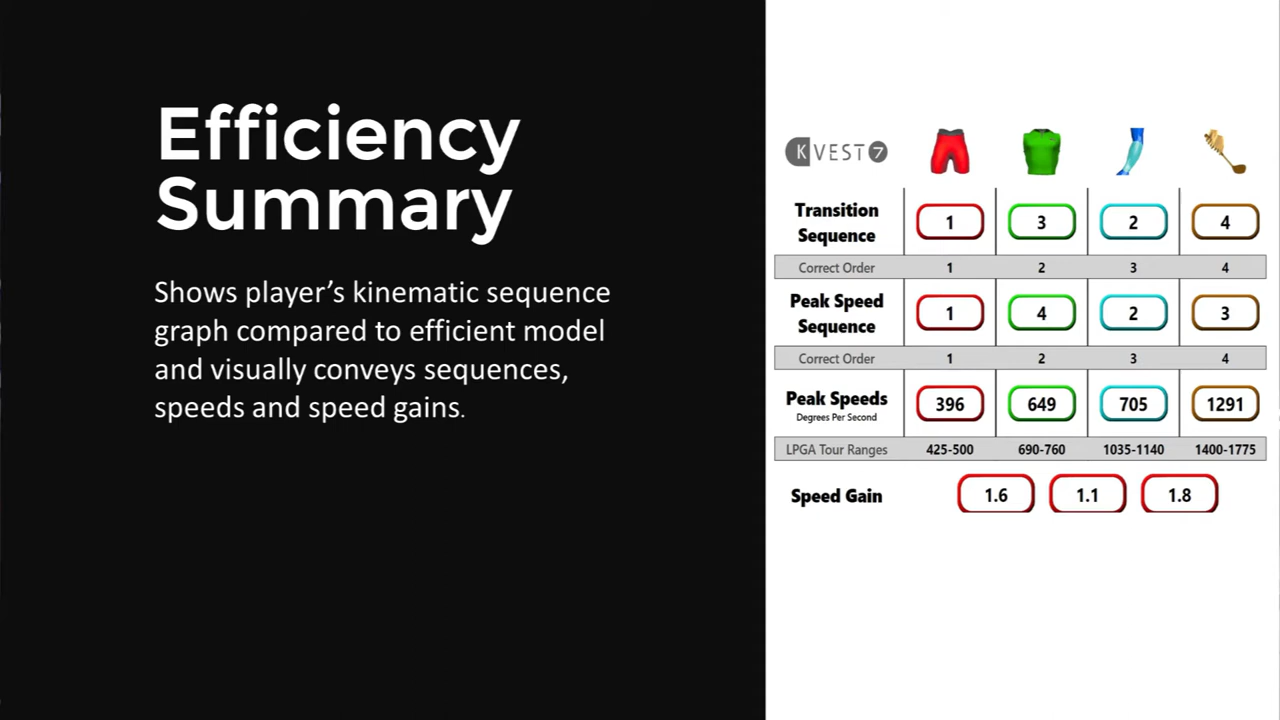 Efficiency
Summary
Shows player’s kinematic sequence
graph compared to efficient model
and visually conveys sequences,
speeds and speed gains.
K VEST 7
Transition
Sequence
1 3 2 4
Correct Order 1 2 3 4
Peak Speed
Sequence
1 4 2 3
Correct Order 1 2 3 4
Peak Speeds
Degrees Per Second
396 649 705 1291
LPGA Tour Ranges 425-500 690-760 1035-1140 1400-1775
Speed Gain 1.6 1.1 1.8